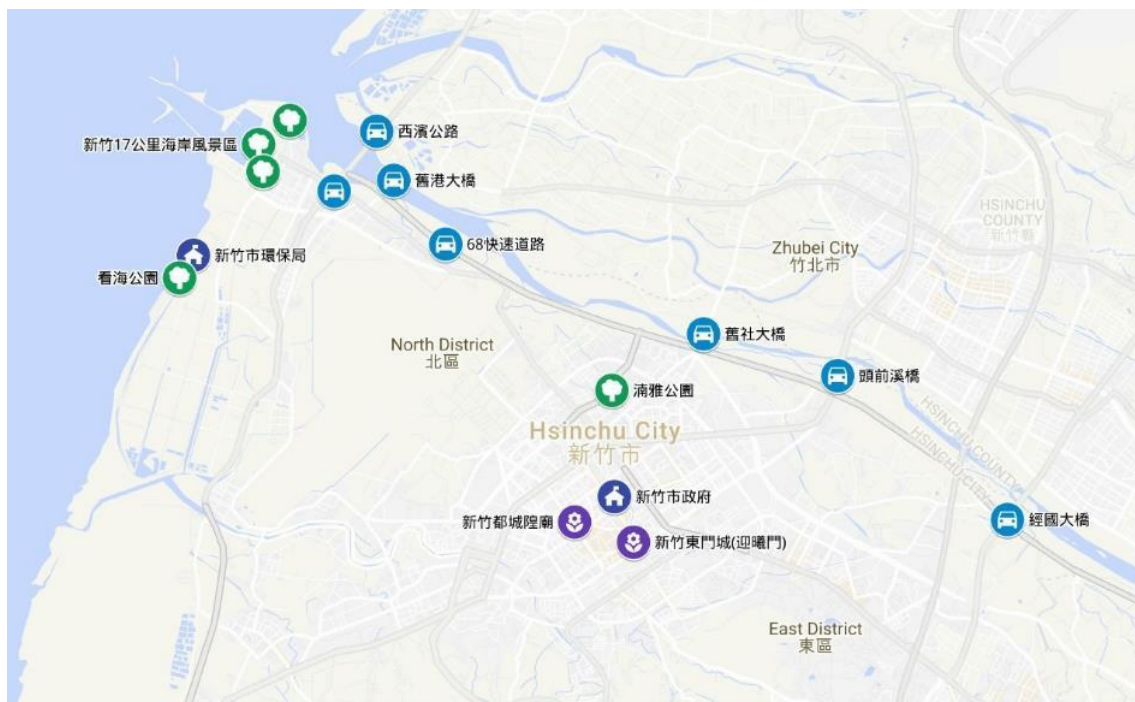 新竹17公里海岸風景區
西濱公路
舊港大橋
68快速道路
新竹市環保局
看海公園
HSINCHU
COUNTY
新竹縣
Zhubei City
竹北市
North District
北區
舊社大橋
頭前溪橋
湳雅公園
Hsinchu City
新竹市
HSINCHU COUNTY
HSINCHU CITY
新竹市政府
新竹都城隍廟
新竹東門城(迎曦門)
經國大橋
East District
東區